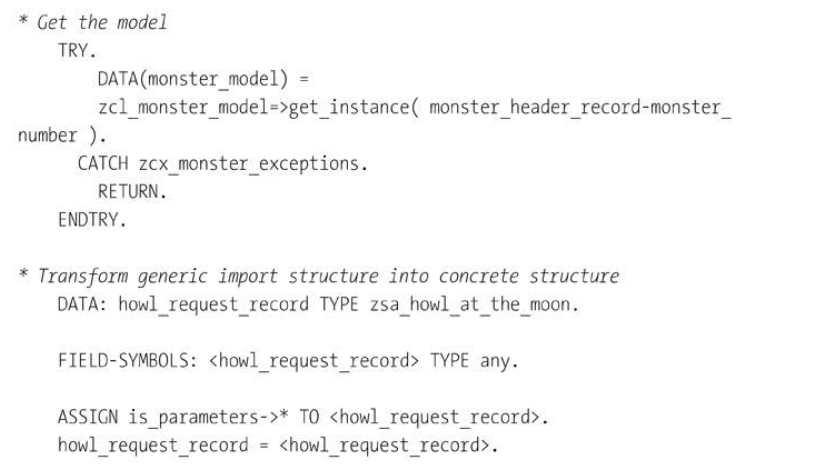 * Get the model
TRY.
DATA(monster_model) =
zcl_monster_model=>get_instance( monster_header_record-monster_
number ).
CATCH zcx_monster_exceptions.
RETURN.
ENDTRY.
* Transform generic import structure into concrete structure
DATA: howl_request_record TYPE zsa_howl_at_the_moon.
FIELD-SYMBOLS: <howl_request_record> TYPE any.
ASSIGN is_parameters->* TO <howl_request_record>.
howl_request_record = <howl_request_record>.